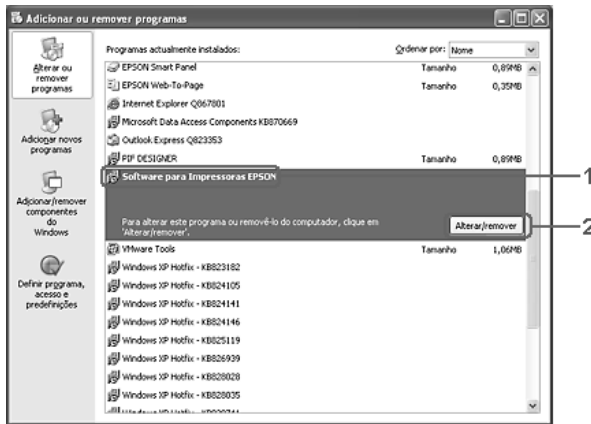 Adicionar ou remover programas
Alterar ou
remover
programas
Adicionar novos
programas
Adicionar/remover
componentes
do
Windows
Definir programa,
acesso e
predefinições
Programas actualmente instalados:
Ordenar por: Nome
EPSON Smart Panel Tamanho 0,89MB
EPSON Web-To-Page Tamanho 0,35MB
Internet Explorer Q867801
Microsoft Data Access Components KB870669
Outlook Express Q823353
PIF DESIGNER Tamanho 0,89MB
Software para Impressoras EPSON
1
Para alterar este programa ou removê-lo do computador, clique em
'Alterar/remover'.
Alterar/remover
2
VMware Tools Tamanho 1,06MB
Windows XP Hotfix - KB823182
Windows XP Hotfix - KB824105
Windows XP Hotfix - KB824141
Windows XP Hotfix - KB824146
Windows XP Hotfix - KB825119
Windows XP Hotfix - KB826939
Windows XP Hotfix - KB828028
Windows XP Hotfix - KB828035